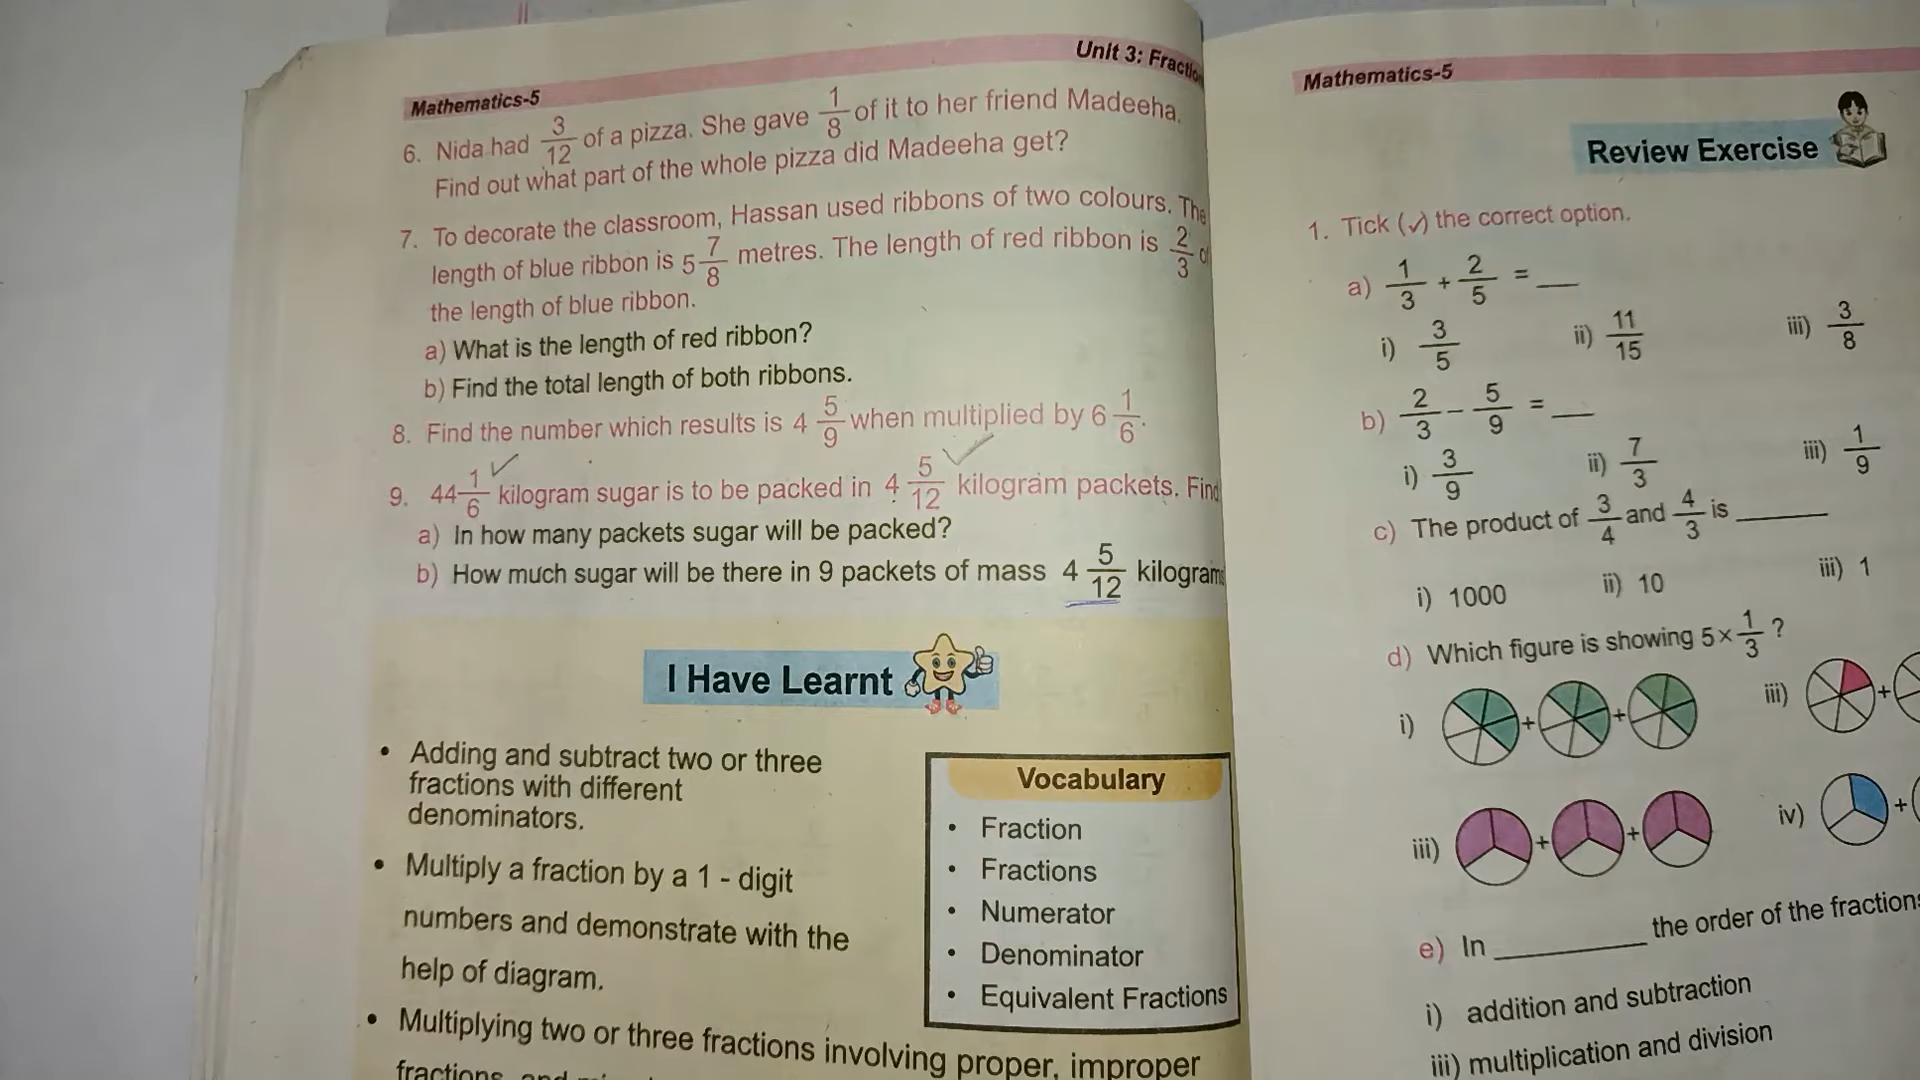 Mathematics-5
Unit 3:
6. Nida had 3/12 of a pizza. She gave 1/8 of it to her friend Madeeha.
Find out what part of the whole pizza did Madeeha get?
7. To decorate the classroom, Hassan used ribbons of two colours. The
length of blue ribbon is 5 7/8 metres. The length of red ribbon is 2/3 of
the length of blue ribbon.
a) What is the length of red ribbon?
b) Find the total length of both ribbons.
8. Find the number which results is 4 5/9 when multiplied by 6 1/6.
9. 44 1/6 kilogram sugar is to be packed in 4 5/12 kilogram packets. Find
a) In how many packets sugar will be packed?
b) How much sugar will be there in 9 packets of mass 4 5/12 kilograms
I Have Learnt
• Adding and subtract two or three
fractions with different
denominators.
• Multiply a fraction by a 1 - digit
numbers and demonstrate with the
help of diagram.
• Multiplying two or three fractions involving proper, improper
fractions, and
Vocabulary
• Fraction
• Fractions
• Numerator
• Denominator
• Equivalent Fractions
Mathematics-5
Review Exercise
1. Tick (✓) the correct option.
a) 1/3 + 2/5 = __
i) 3/5 ii) 11/15 iii) 3/8
b) 2/3 - 5/9 = __
i) 3/9 ii) 7/3 iii) 1/9
c) The product of 3/4 and 4/3 is ______
i) 1000 ii) 10 iii) 1
d) Which figure is showing 5 × 1/3 ?
i) + + iii) +
iii) + + iv) +
e) In __________ the order of the fractions
i) addition and subtraction
iii) multiplication and division